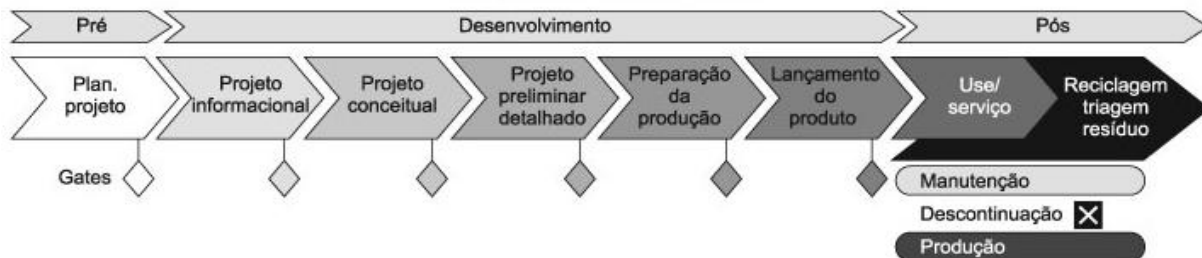 Pré
Desenvolvimento
Pós
Plan.
projeto
Projeto
informacional
Projeto
conceitual
Projeto
preliminar
detalhado
Preparação
da
produção
Lançamento
do
produto
Use/
serviço
Reciclagem
triagem
resíduo
Gates
Manutenção
Descontinuação
Produção